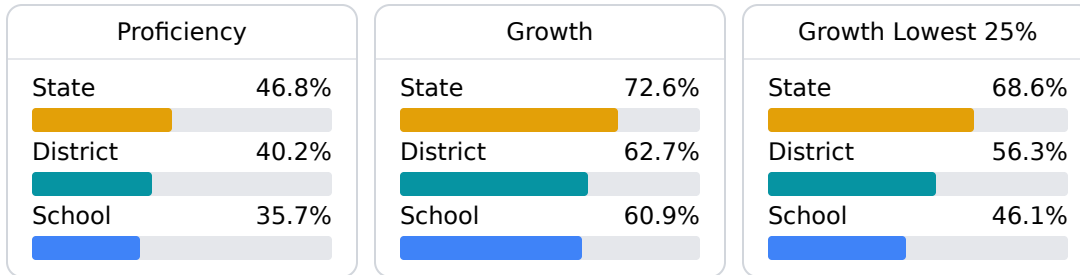 Proficiency
State 46.8%
District 40.2%
School 35.7%
Growth
State 72.6%
District 62.7%
School 60.9%
Growth Lowest 25%
State 68.6%
District 56.3%
School 46.1%